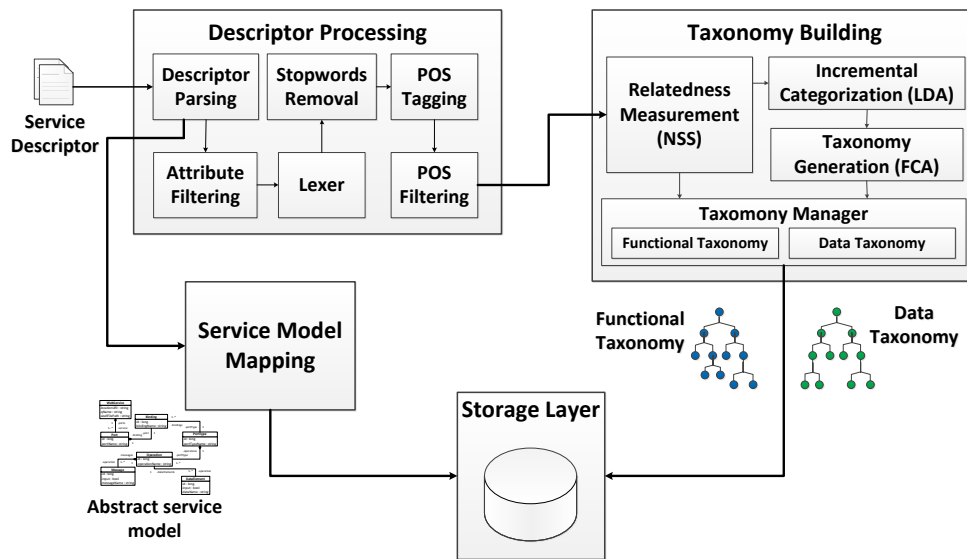 Descriptor Processing
Descriptor
Parsing
Stopwords
Removal
POS
Tagging
Attribute
Filtering
Lexer
POS
Filtering
Service
Descriptor
Taxonomy Building
Relatedness
Measurement
(NSS)
Incremental
Categorization (LDA)
Taxonomy
Generation (FCA)
Taxomony Manager
Functional Taxonomy
Data Taxonomy
Service Model
Mapping
Functional
Taxonomy
Data
Taxonomy
Storage Layer
Abstract service
model